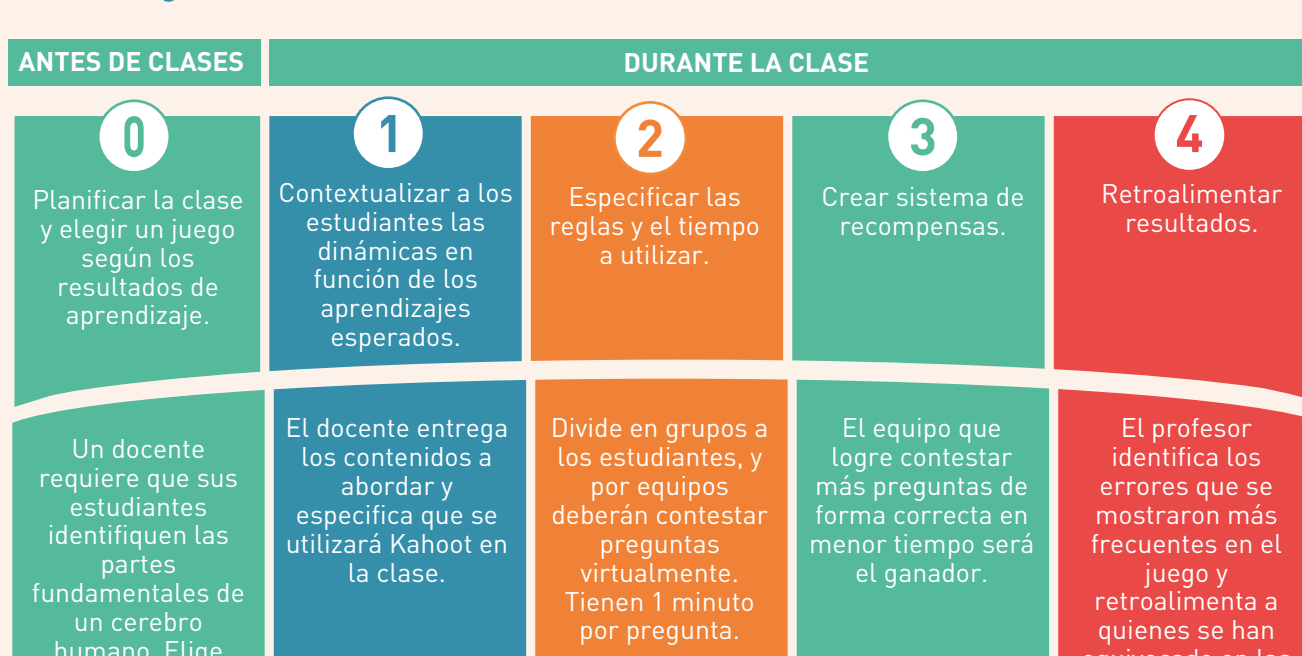 ANTES DE CLASES
DURANTE LA CLASE
0
Planificar la clase
y elegir un juego
según los
resultados de
aprendizaje.
1
Contextualizar a los
estudiantes las
dinámicas en
función de los
aprendizajes
esperados.
2
Especificar las
reglas y el tiempo
a utilizar.
3
Crear sistema de
recompensas.
4
Retroalimentar
resultados.
Un docente
requiere que sus
estudiantes
identifiquen las
partes
fundamentales de
un cerebro
humano. Elige
El docente entrega
los contenidos a
abordar y
especifica que se
utilizará Kahoot en
la clase.
Divide en grupos a
los estudiantes, y
por equipos
deberán contestar
preguntas
virtualmente.
Tienen 1 minuto
por pregunta.
El equipo que
logre contestar
más preguntas de
forma correcta en
menor tiempo será
el ganador.
El profesor
identifica los
errores que se
mostraron más
frecuentes en el
juego y
retroalimenta a
quienes se han